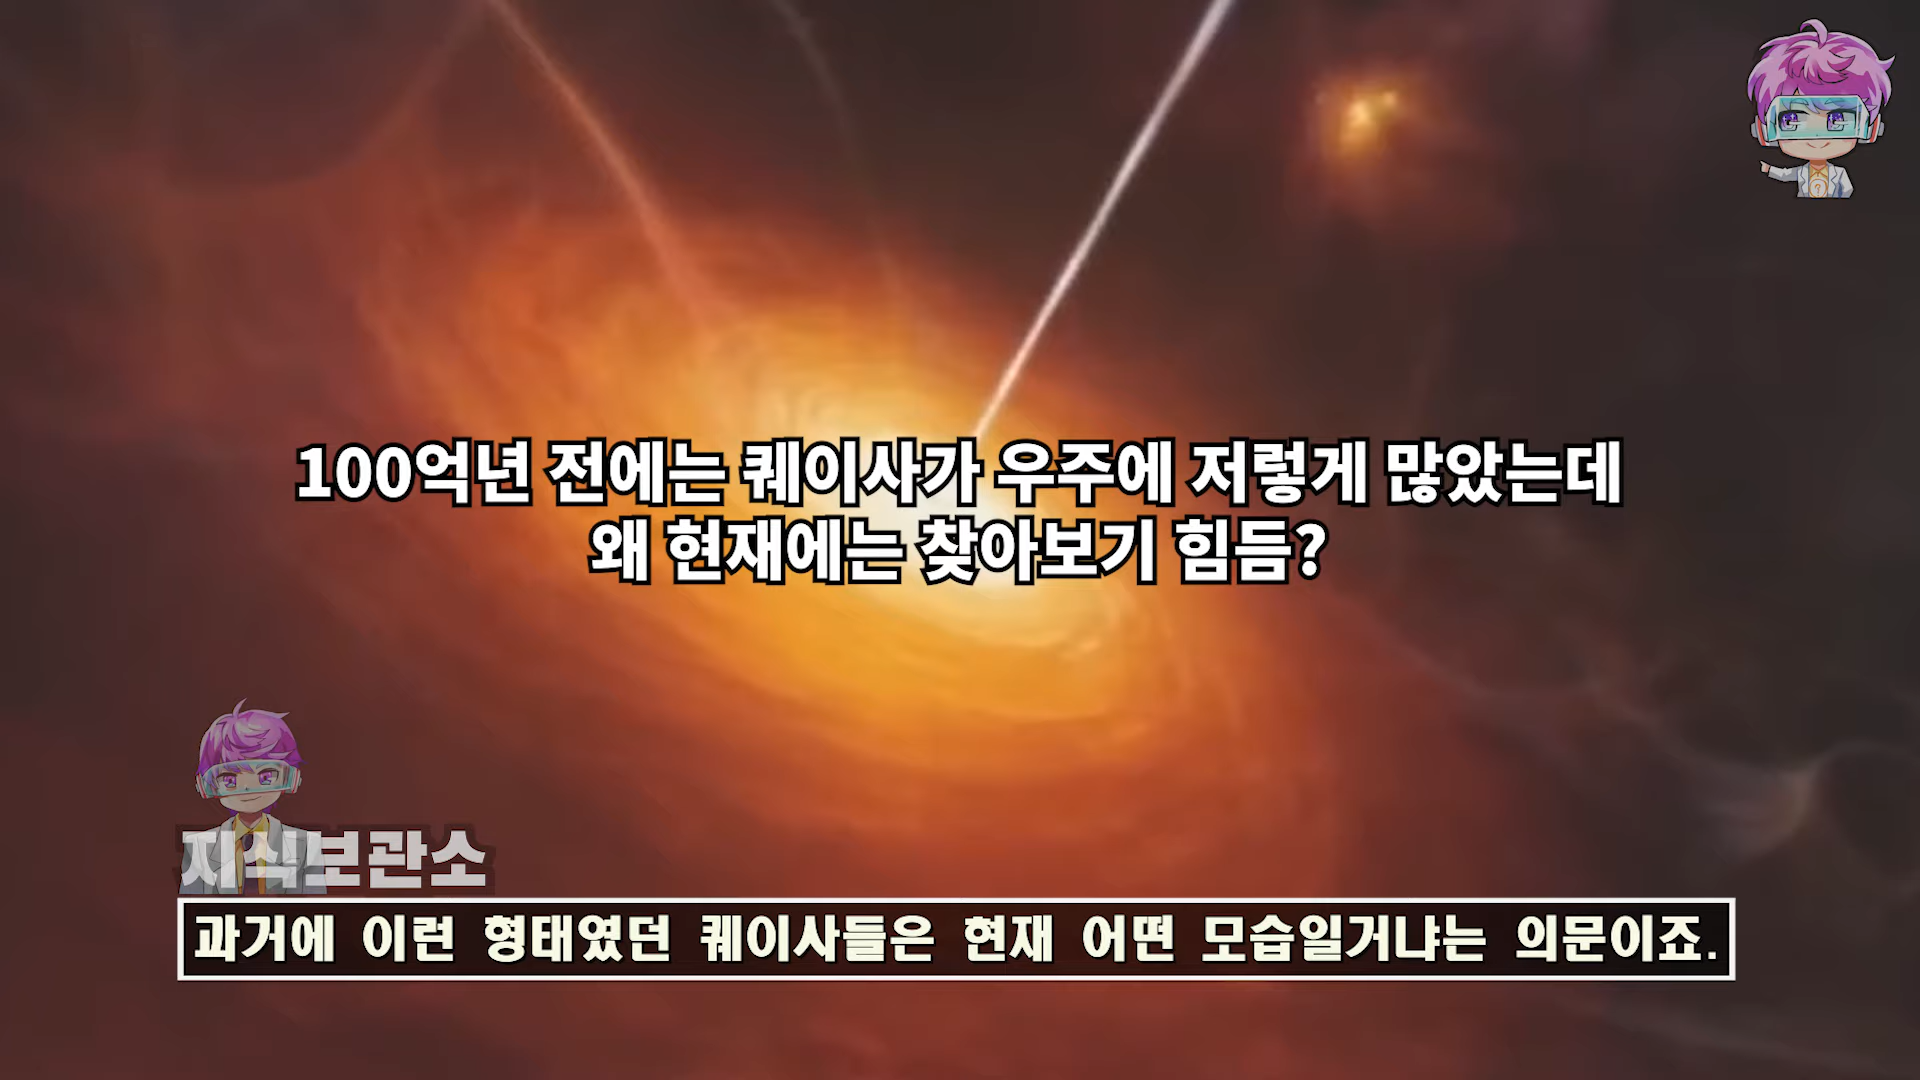 100억년 전에는 퀘이사가 우주에 저렇게 많았는데
왜 현재에는 찾아보기 힘듬?
지식보관소
과거에 이런 형태였던 퀘이사들은 현재 어떤 모습일거냐는 의문이죠.